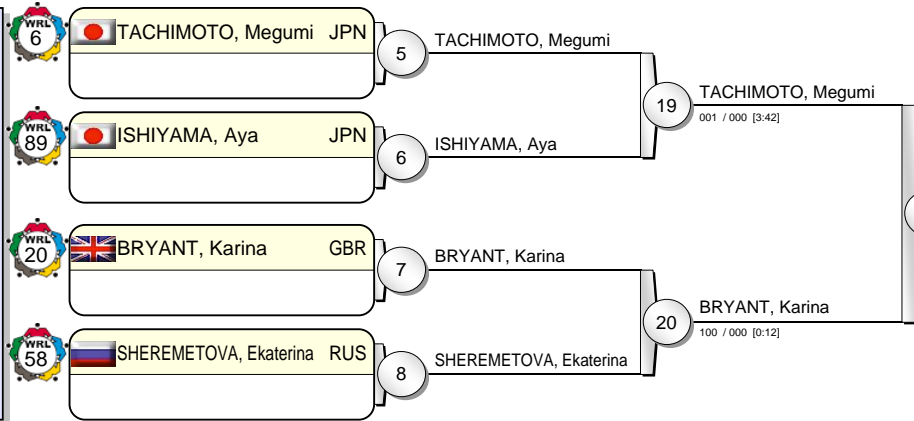 WRL
6
TACHIMOTO, Megumi JPN
5
TACHIMOTO, Megumi
19
TACHIMOTO, Megumi
001 / 000 [3:42]
WRL
89
ISHIYAMA, Aya JPN
6
ISHIYAMA, Aya
WRL
20
BRYANT, Karina GBR
7
BRYANT, Karina
20
BRYANT, Karina
100 / 000 [0:12]
WRL
58
SHEREMETOVA, Ekaterina RUS
8
SHEREMETOVA, Ekaterina